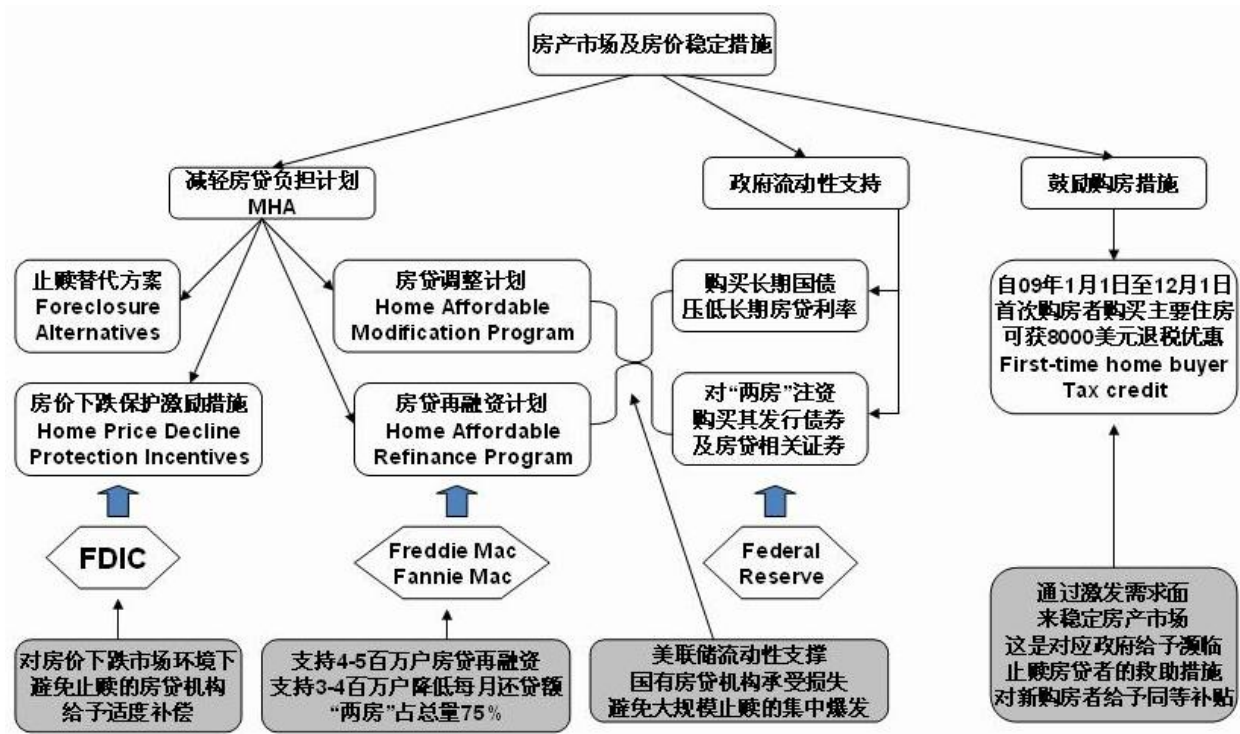 房产市场及房价稳定措施
减轻房贷负担计划
MHA
政府流动性支持
鼓励购房措施
止赎替代方案
Foreclosure
Alternatives
房贷调整计划
Home Affordable
Modification Program
购买长期国债
压低长期房贷利率
自09年1月1日至12月1日
首次购房者购买主要住房
可获8000美元退税优惠
First-time home buyer
Tax credit
房价下跌保护激励措施
Home Price Decline
Protection Incentives
房贷再融资计划
Home Affordable
Refinance Program
对“两房”注资
购买其发行债券
及房贷相关证券
FDIC
Freddie Mac
Fannie Mac
Federal
Reserve
对房价下跌市场环境下
避免止赎的房贷机构
给予适度补偿
支持4-5百万户房贷再融资
支持3-4百万户降低每月还贷额
“两房”占总量75%
美联储流动性支撑
国有房贷机构承受损失
避免大规模止赎的集中爆发
通过激发需求面
来稳定房产市场
这是对应政府给予濒临
止赎房贷者的救助措施
对新购房者给予同等补贴